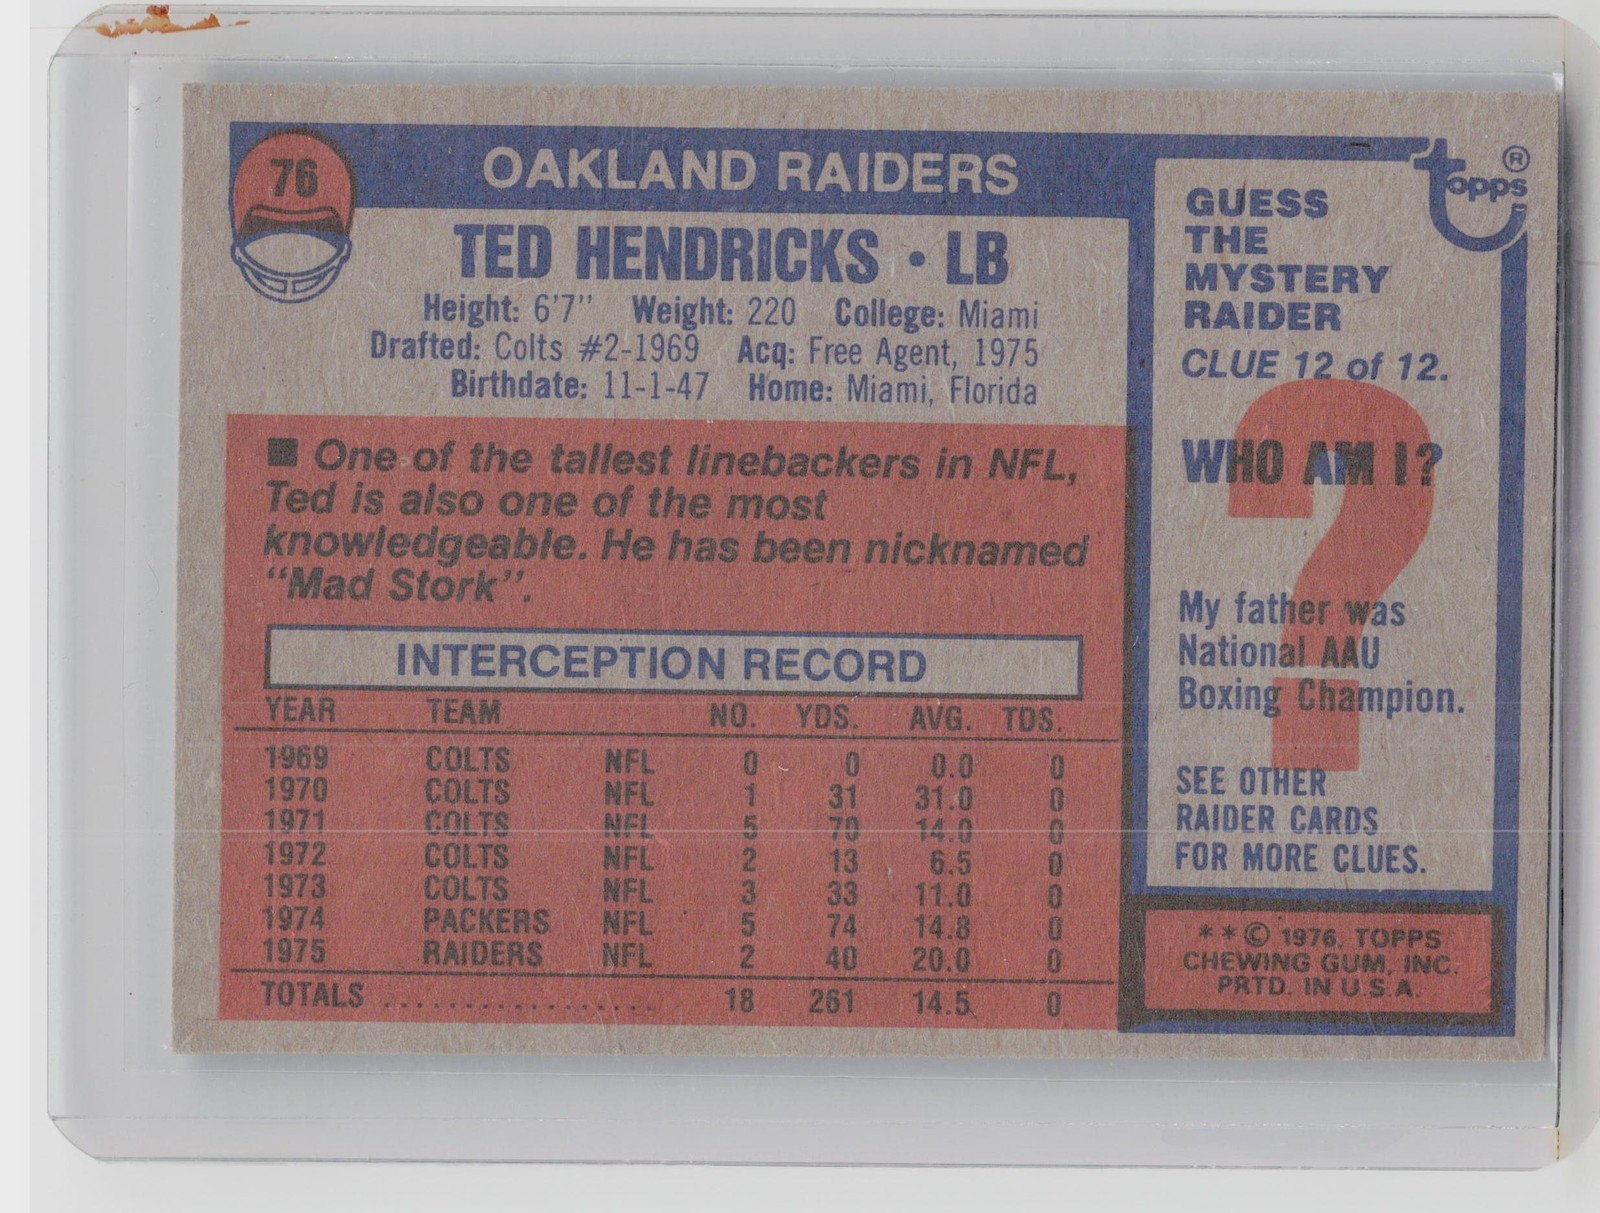 76
OAKLAND RAIDERS
TED HENDRICKS • LB
Height: 6'7" Weight: 220 College: Miami
Drafted: Colts #2-1969 Acq: Free Agent, 1975
Birthdate: 11-1-47 Home: Miami, Florida
■ One of the tallest linebackers in NFL,
Ted is also one of the most
knowledgeable. He has been nicknamed
“Mad Stork”.
INTERCEPTION RECORD
YEAR TEAM NO. YDS. AVG. TDS.
1969 COLTS NFL 0 0 0.0 0
1970 COLTS NFL 1 31 31.0 0
1971 COLTS NFL 5 70 14.0 0
1972 COLTS NFL 2 13 6.5 0
1973 COLTS NFL 3 33 11.0 0
1974 PACKERS NFL 5 74 14.8 0
1975 RAIDERS NFL 2 40 20.0 0
TOTALS .................... 18 261 14.5 0
topps ®
GUESS
THE
MYSTERY
RAIDER
CLUE 12 of 12.
?
WHO AM I?
My father was
National AAU
Boxing Champion.
SEE OTHER
RAIDER CARDS
FOR MORE CLUES.
**© 1976, TOPPS
CHEWING GUM, INC.
PRTD. IN U.S.A.